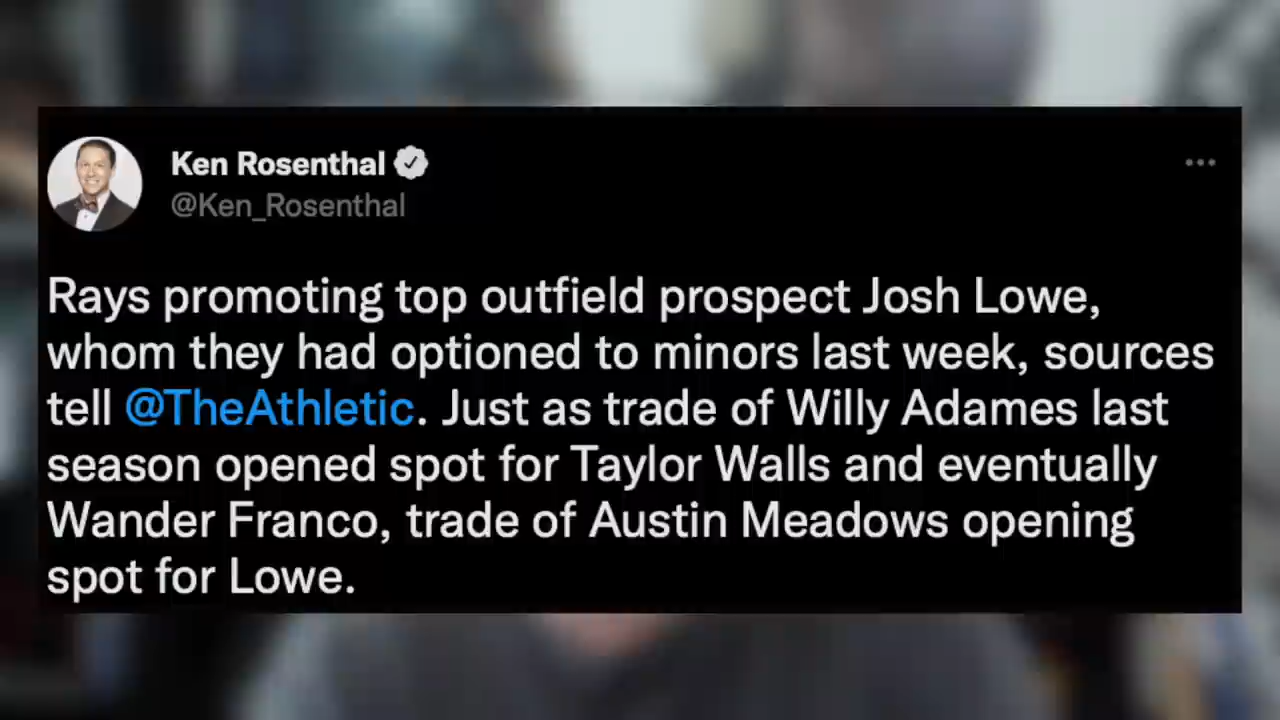 Ken Rosenthal
@Ken_Rosenthal
Rays promoting top outfield prospect Josh Lowe,
whom they had optioned to minors last week, sources
tell @TheAthletic. Just as trade of Willy Adames last
season opened spot for Taylor Walls and eventually
Wander Franco, trade of Austin Meadows opening
spot for Lowe.